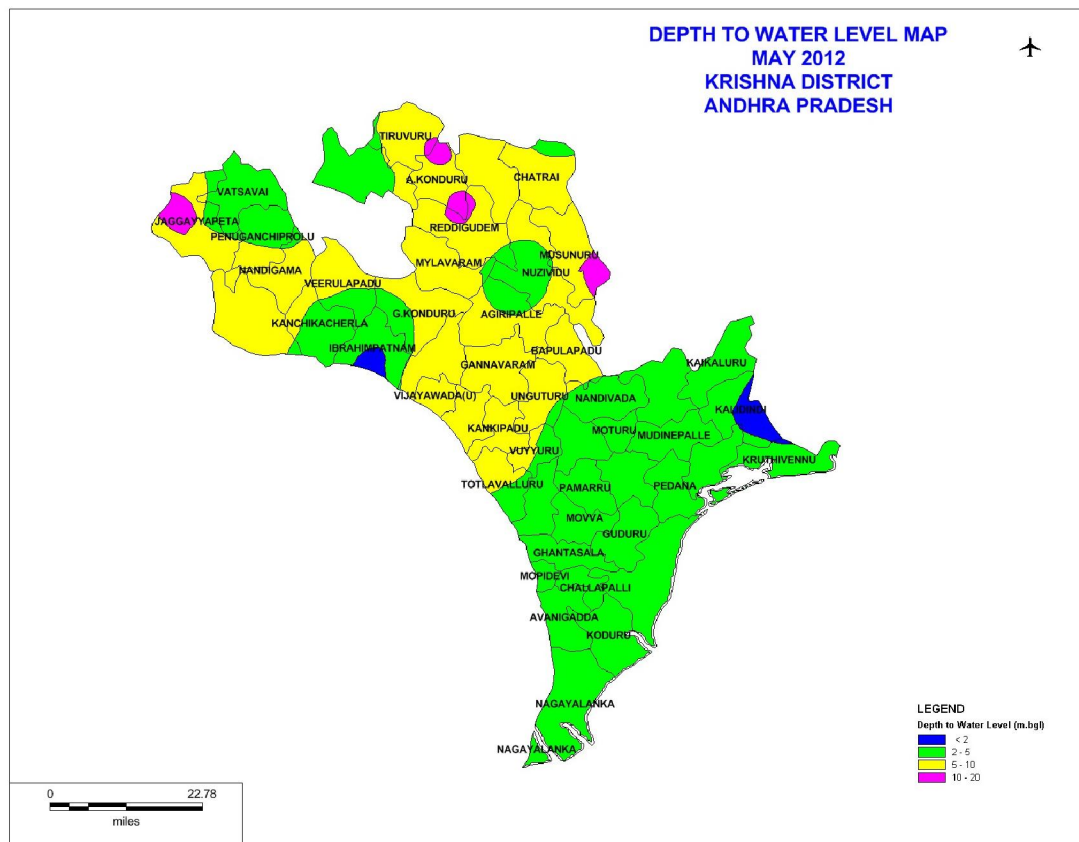 DEPTH TO WATER LEVEL MAP
MAY 2012
KRISHNA DISTRICT
ANDHRA PRADESH
TIRUVURU
A.KONDURU
CHATRAI
VATSAVAI
JAGGAYYAPETA
PENUGANCHIPROLU
REDDIGUDEM
MUSUNURU
NANDIGAMA
MYLAVARAM
NUZIVIDU
VEERULAPADU
KANCHIKACHERLA
G.KONDURU
AGIRIPALLE
IBRAHIMPATNAM
BAPULAPADU
GANNAVARAM
KAIKALURU
VIJAYAWADA(U)
UNGUTURU
NANDIVADA
KALIDINDI
KANKIPADU
MOTURU
MUDINEPALLE
VUYYURU
KRUTHIVENNU
TOTLAVALLURU
PAMARRU
PEDANA
MOVVA
GUDURU
GHANTASALA
MOPIDEVI
CHALLAPALLI
AVANIGADDA
KODURU
NAGAYALANKA
NAGAYALANKA
LEGEND
Depth to Water Level (m.bgl)
< 2
2 - 5
5 - 10
10 - 20
0 22.78
miles